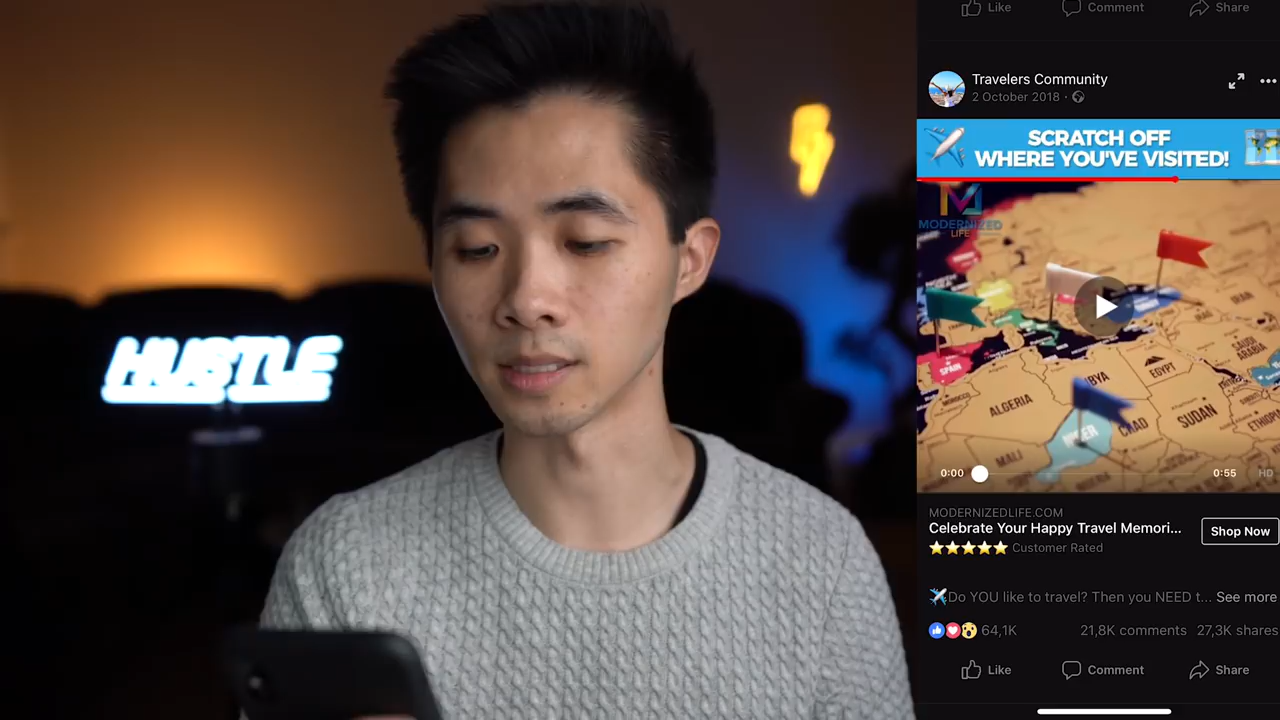 HUSTLE
Like Comment Share
Travelers Community
2 October 2018
SCRATCH OFF
WHERE YOU'VE VISITED!
MODERNIZED
LIFE
SPAIN
IRAN
SAUDI
ARABIA
EGYPT
ALGERIA
SUDAN
CHAD
MALI
0:00 0:55 HD
MODERNIZEDLIFE.COM
Celebrate Your Happy Travel Memori...
Shop Now
Customer Rated
Do YOU like to travel? Then you NEED t... See more
64,1K 21,8K comments 27,3K shares
Like Comment Share